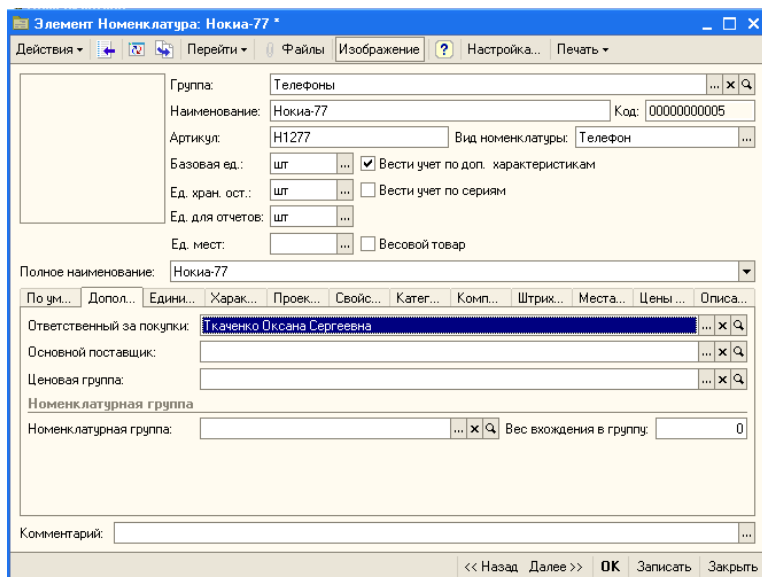 Элемент Номенклатура: Нокиа-77 *
Действия Перейти Файлы Изображение ? Настройка... Печать
Группа: Телефоны ... x
Наименование: Нокиа-77 Код: 00000000005
Артикул: Н1277 Вид номенклатуры: Телефон ...
Базовая ед.: шт ... Вести учет по доп. характеристикам
Ед. хран. ост.: шт ... Вести учет по сериям
Ед. для отчетов: шт ...
Ед. мест: ... Весовой товар
Полное наименование: Нокиа-77
По ум... Допол... Едини... Харак... Проек... Свойс... Катег... Комп... Штрих... Места... Цены ... Описа...
Ответственный за покупки: Ткаченко Оксана Сергеевна ... x
Основной поставщик: ... x
Ценовая группа: ... x
Номенклатурная группа
Номенклатурная группа: ... x Вес вхождения в группу: 0
Комментарий: ...
<< Назад Далее >> OK Записать Закрыть